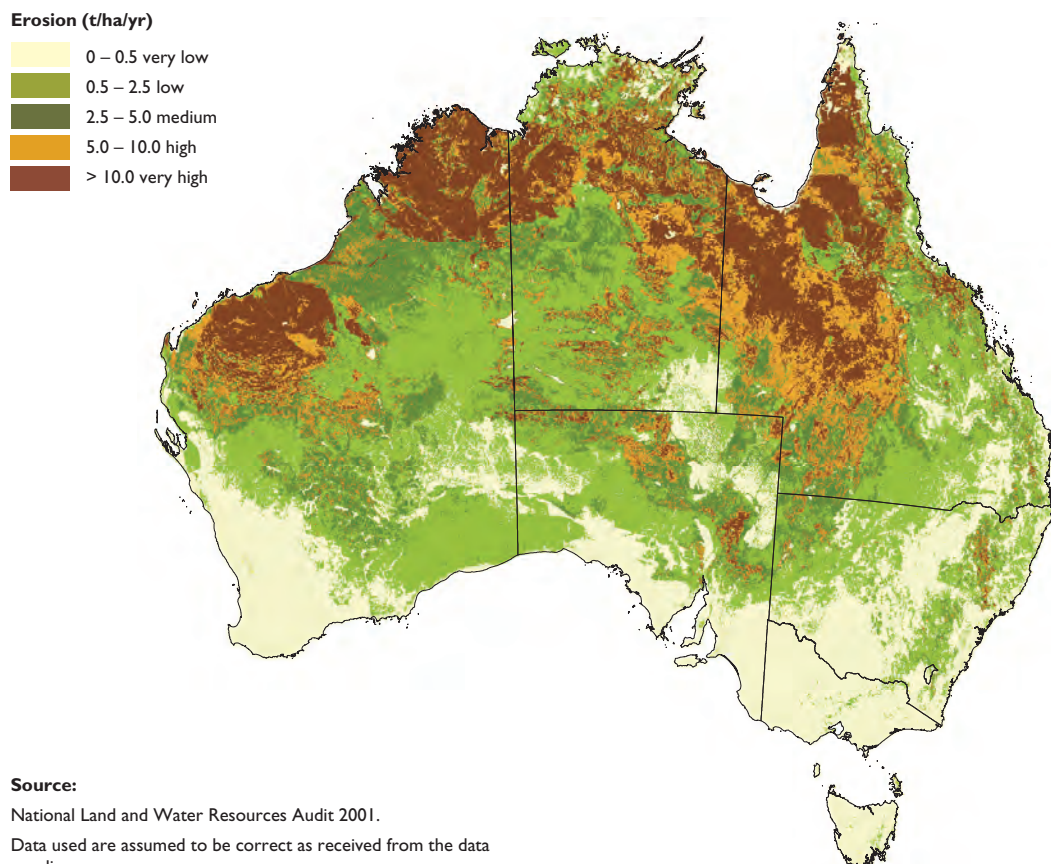 Erosion (t/ha/yr)
0 – 0.5 very low
0.5 – 2.5 low
2.5 – 5.0 medium
5.0 – 10.0 high
> 10.0 very high
Source:
National Land and Water Resources Audit 2001.
Data used are assumed to be correct as received from the data